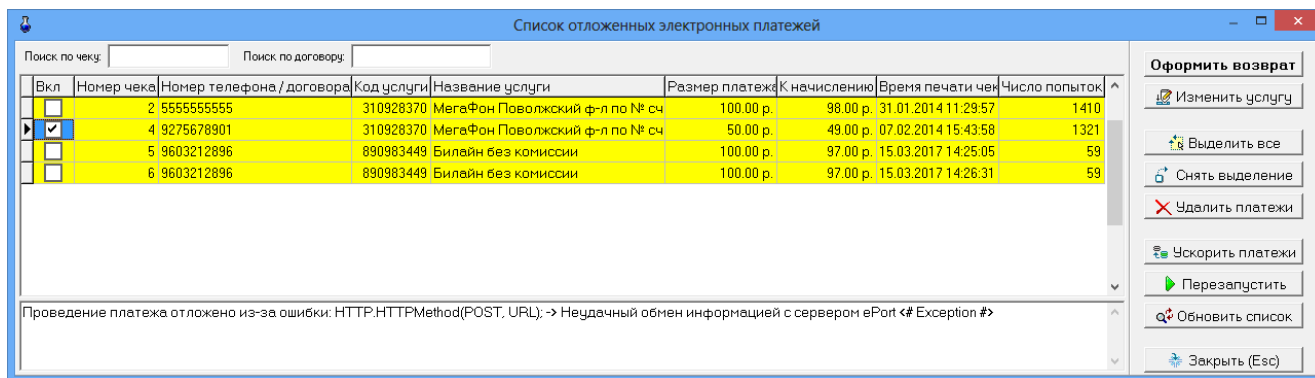 Список отложенных электронных платежей
Поиск по чеку: Поиск по договору:
Вкл Номер чека Номер телефона / договора Код услуги Название услуги Размер платежа К начислению Время печати чек Число попыток
2 5555555555 310928370 МегаФон Поволжский ф-л по № сч 100.00 р. 98.00 р. 31.01.2014 11:29:57 1410
4 9275678901 310928370 МегаФон Поволжский ф-л по № сч 50.00 р. 49.00 р. 07.02.2014 15:43:58 1321
5 9603212896 890983449 Билайн без комиссии 100.00 р. 97.00 р. 15.03.2017 14:25:05 59
6 9603212896 890983449 Билайн без комиссии 100.00 р. 97.00 р. 15.03.2017 14:26:31 59
Проведение платежа отложено из-за ошибки: HTTP.HTTPMethod(POST, URL); -> Неудачный обмен информацией с сервером ePort <# Exception #>
Оформить возврат
Изменить услугу
Выделить все
Снять выделение
Удалить платежи
Ускорить платежи
Перезапустить
Обновить список
Закрыть (Esc)